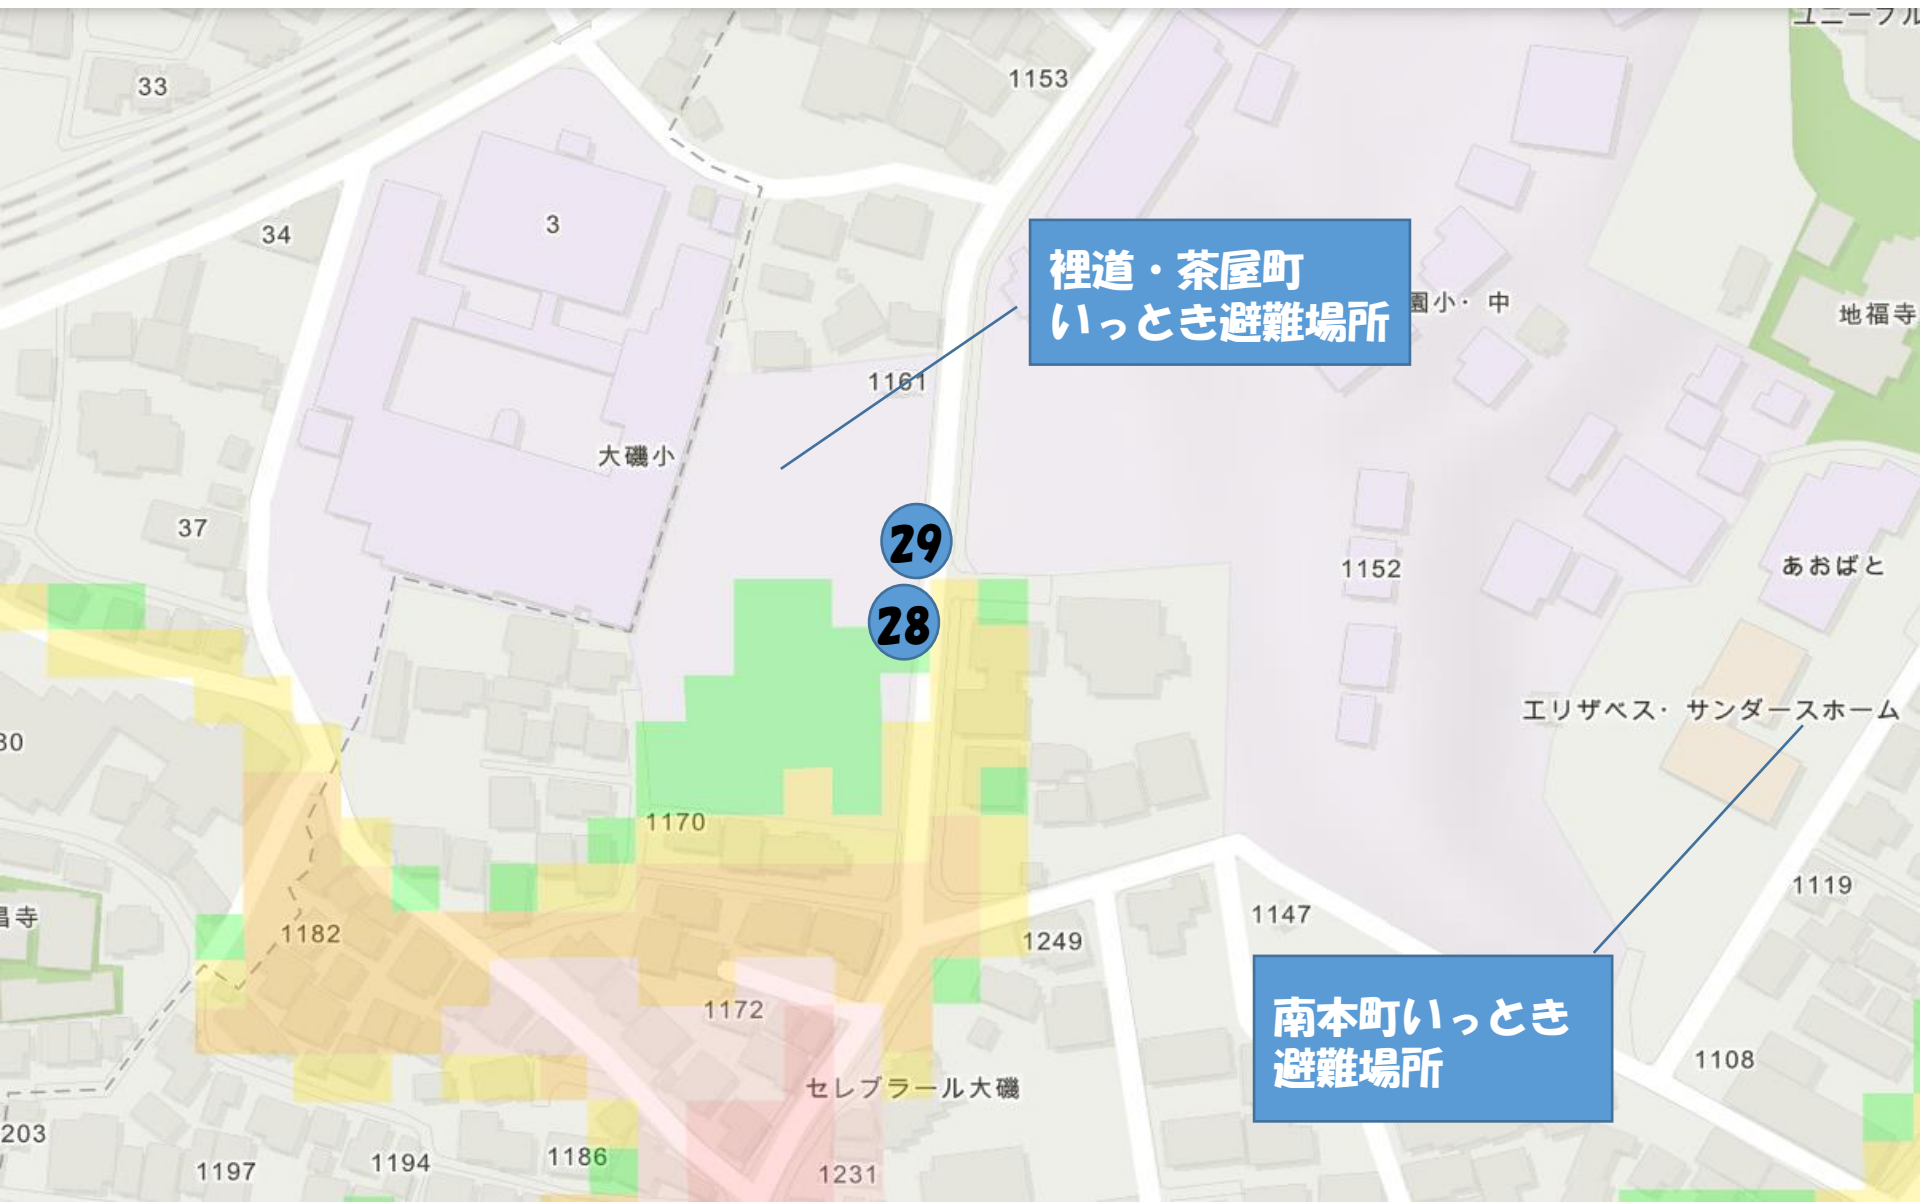 ユニーブル
33
1153
34
3
裡道・茶屋町
いっとき避難場所
園小・中
地福寺
1161
大磯小
37
29
1152
あおばと
28
エリザベス・サンダースホーム
30
1170
1119
昌寺
1182
1147
1249
1172
南本町いっとき
避難場所
1108
セレブラール大磯
203
1197
1194
1186
1231